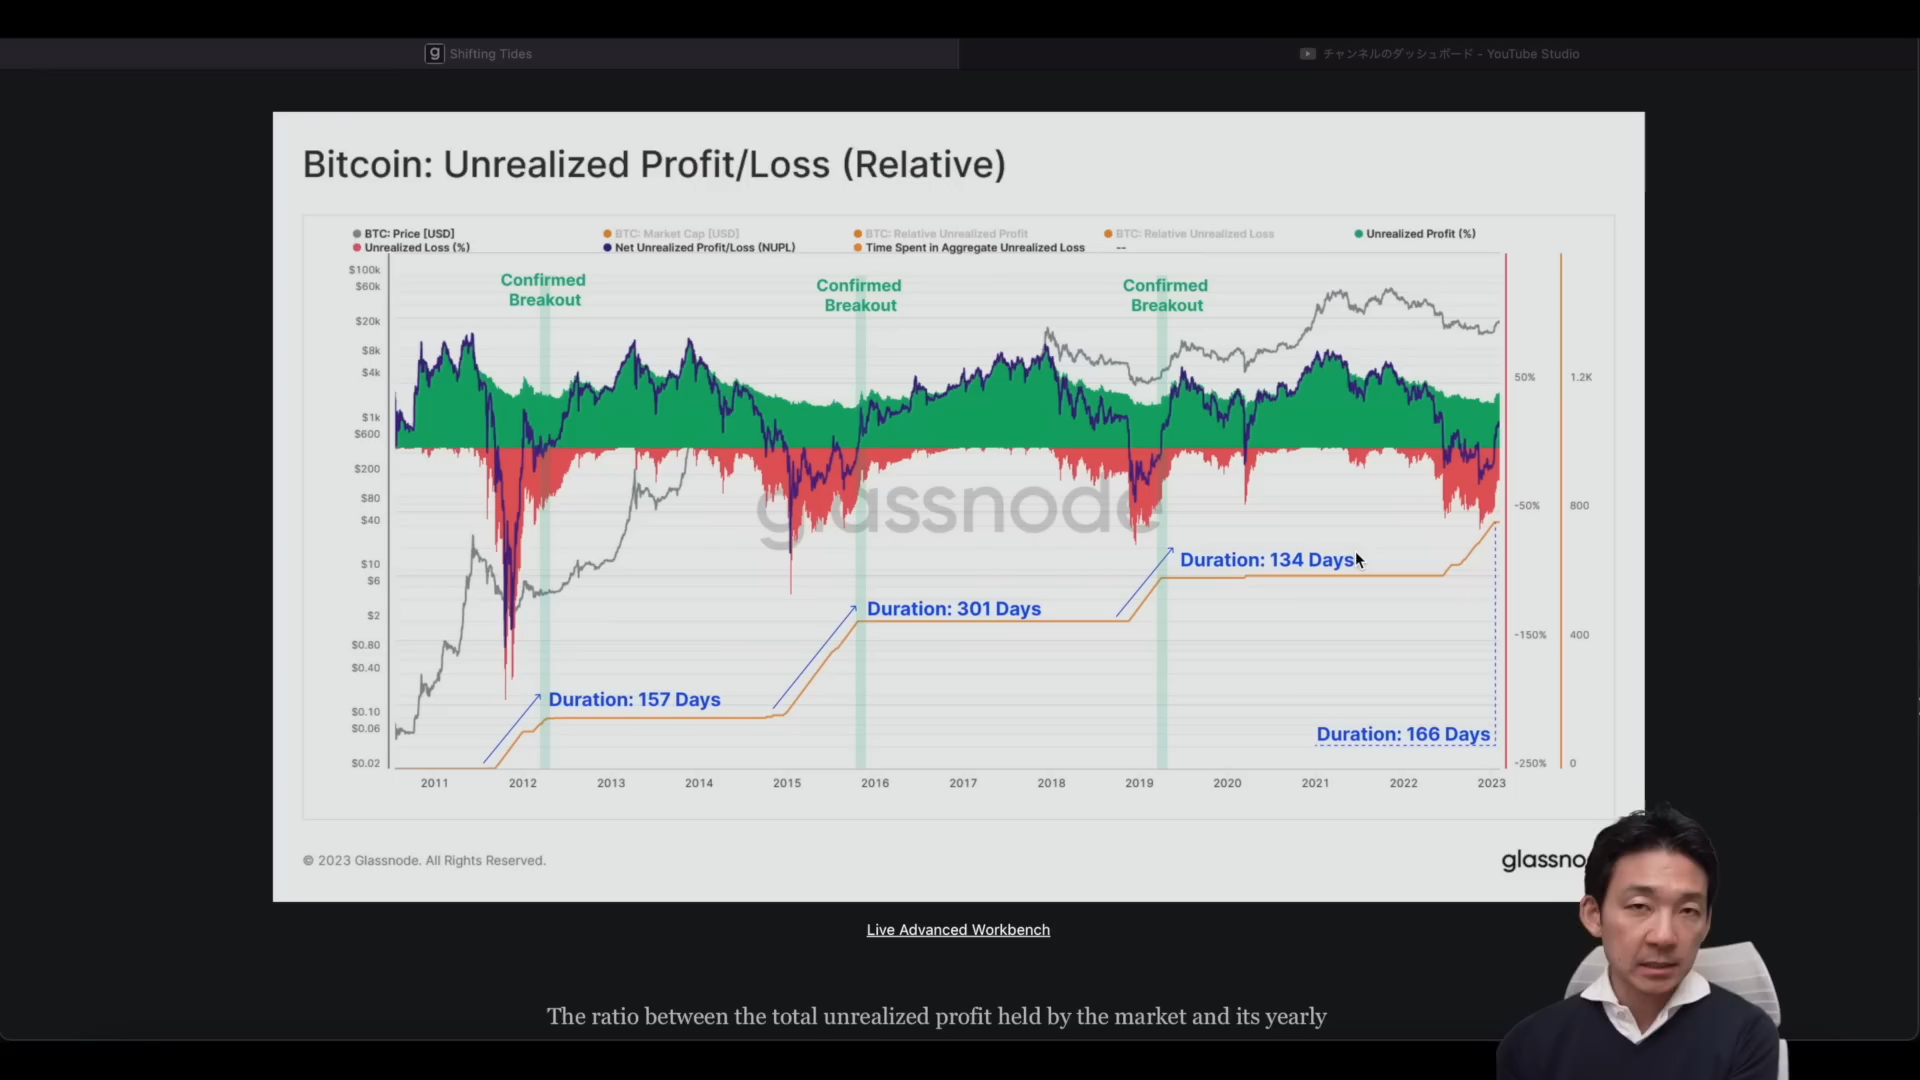 Shifting Tides
チャンネルのダッシュボード - YouTube Studio
Bitcoin: Unrealized Profit/Loss (Relative)
BTC: Price [USD]
BTC: Market Cap [USD]
BTC: Relative Unrealized Profit
BTC: Relative Unrealized Loss
Unrealized Profit (%)
Unrealized Loss (%)
Net Unrealized Profit/Loss (NUPL)
Time Spent in Aggregate Unrealized Loss
--
Confirmed
Breakout
Confirmed
Breakout
Confirmed
Breakout
$100k
$60k
$20k
$8k
$4k
$1k
$600
$200
$80
$40
$10
$6
$2
$0.80
$0.40
$0.10
$0.06
$0.02
50%
-50%
-150%
-250%
1.2K
800
400
0
glassnode
Duration: 134 Days
Duration: 301 Days
Duration: 157 Days
Duration: 166 Days
2011
2012
2013
2014
2015
2016
2017
2018
2019
2020
2021
2022
2023
© 2023 Glassnode. All Rights Reserved.
glassno
Live Advanced Workbench
The ratio between the total unrealized profit held by the market and its yearly